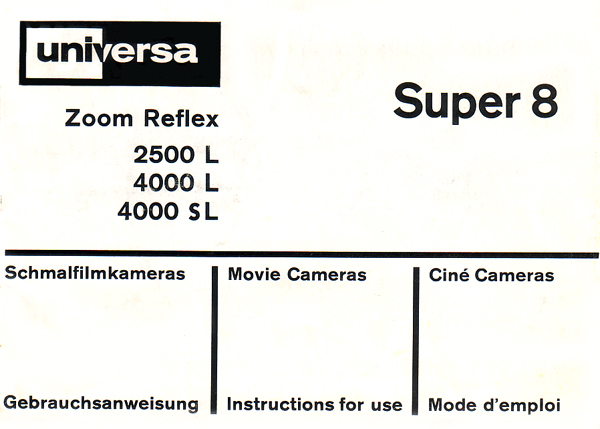 universa
Super 8
Zoom Reflex
2500 L
4000 L
4000 SL
Schmalfilmkameras
Movie Cameras
Ciné Cameras
Gebrauchsanweisung
Instructions for use
Mode d'emploi